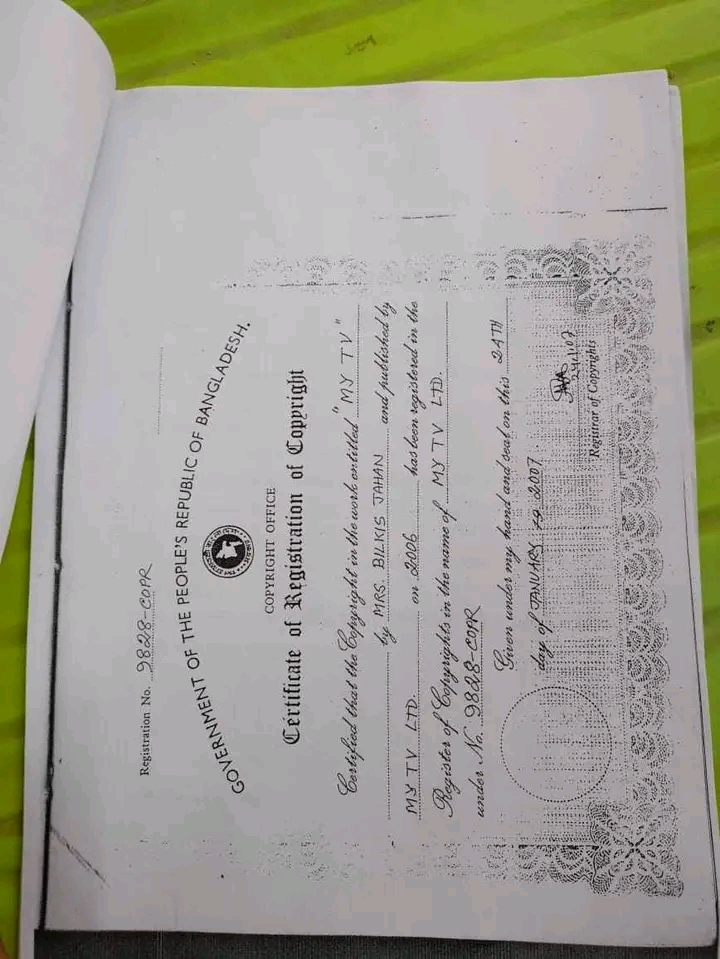 Registration No. 9828-COPR
GOVERNMENT OF THE PEOPLE'S REPUBLIC OF BANGLADESH.
COPYRIGHT OFFICE
Certificate of Registration of Copyright
Certified that the Copyright in the work entitled "MY TV"
by MRS. BILKIS JAHAN and published by
MY TV LTD. on 2006 has been registered in the
Register of Copyrights in the name of MY TV LTD.
under No. 9828-COPR
Given under my hand and seal on this 24TH
day of JANUARY 19 2007
24/1/07
Registrar of Copyrights